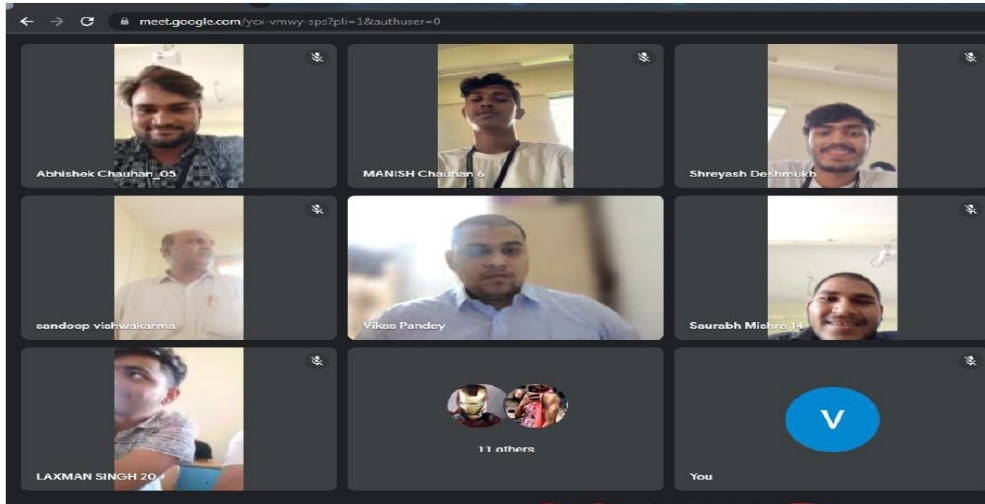 meet.google.com/ycx-vmwy-sps?pli=1&authuser=0
Abhishek Chauhan_05
MANISH Chauhan 6
Shreyash Deshmukh
sandeep vishwakarma
Vikas Pandey
Saurabh Mishra 14
LAXMAN SINGH 20
11 others
V
You